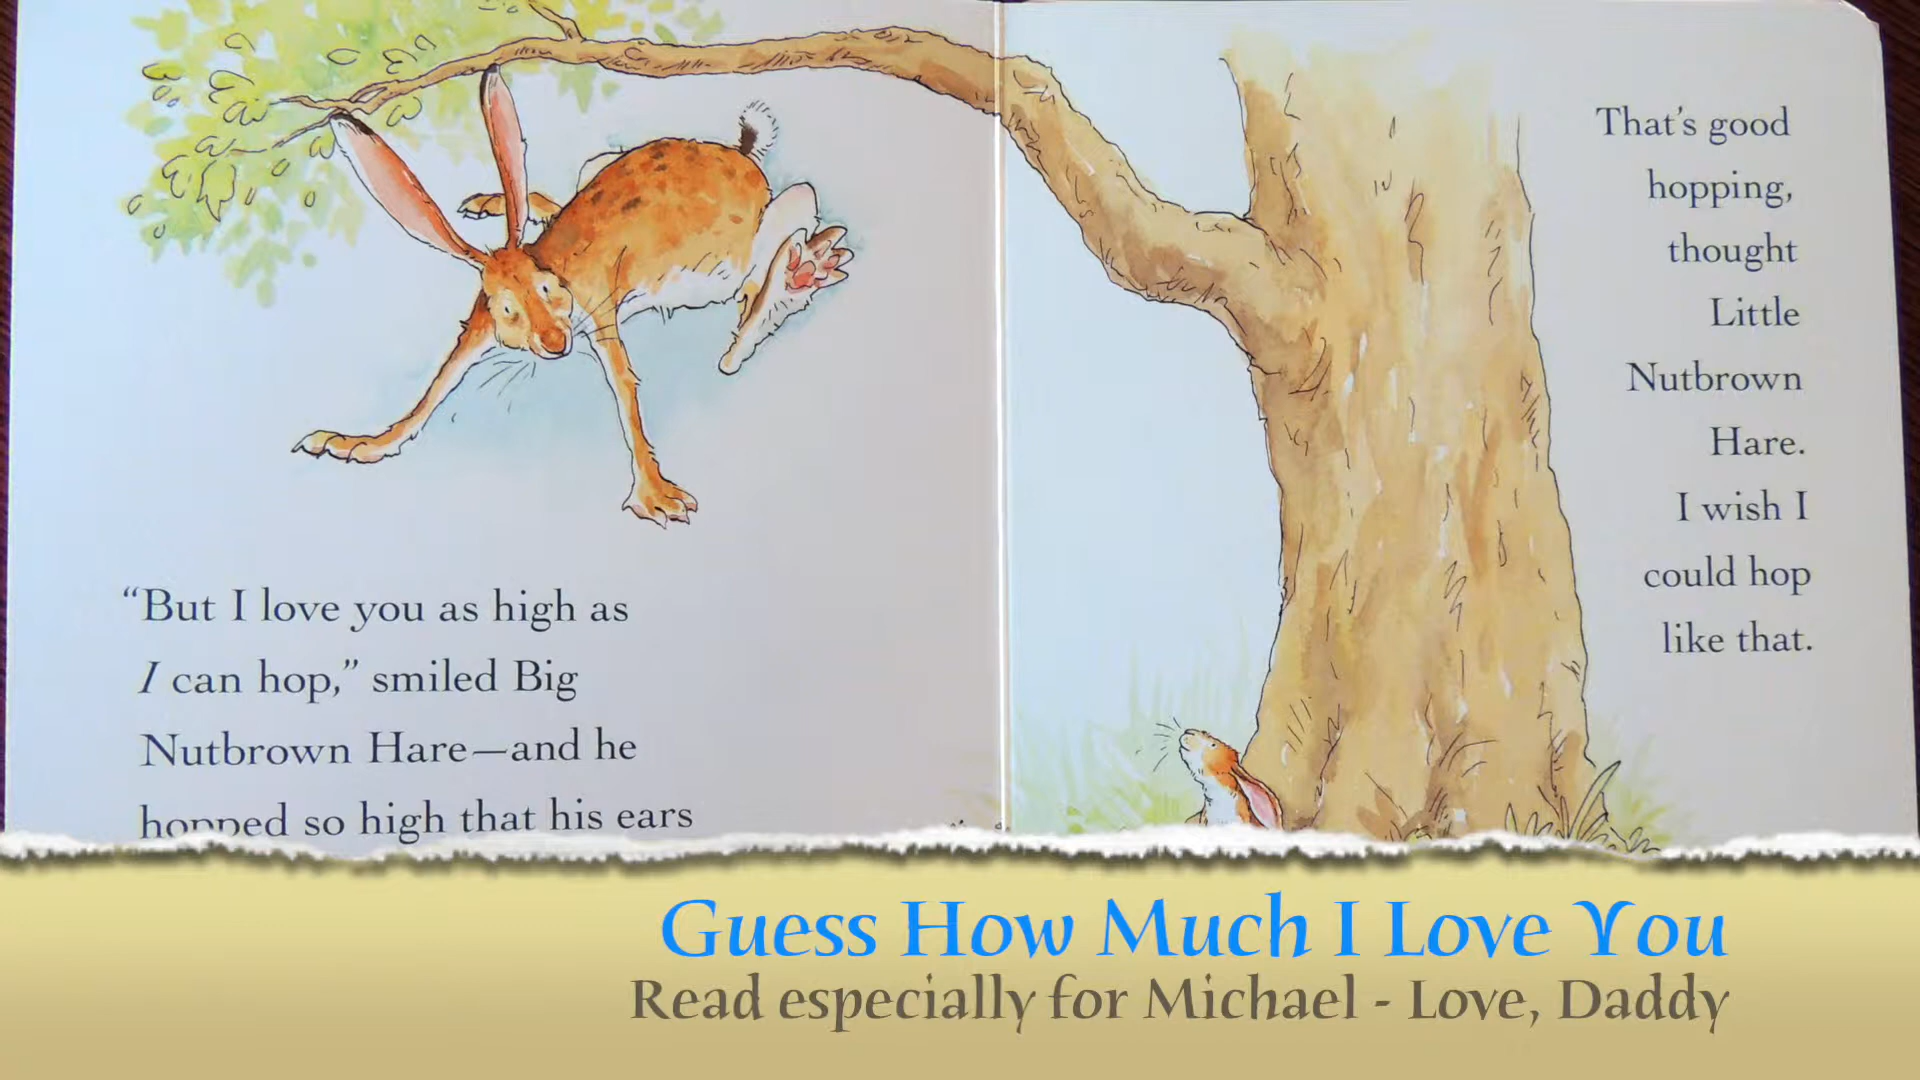 “But I love you as high as
I can hop,” smiled Big
Nutbrown Hare—and he
hopped so high that his ears
That’s good
hopping,
thought
Little
Nutbrown
Hare.
I wish I
could hop
like that.
Guess How Much I Love You
Read especially for Michael - Love, Daddy